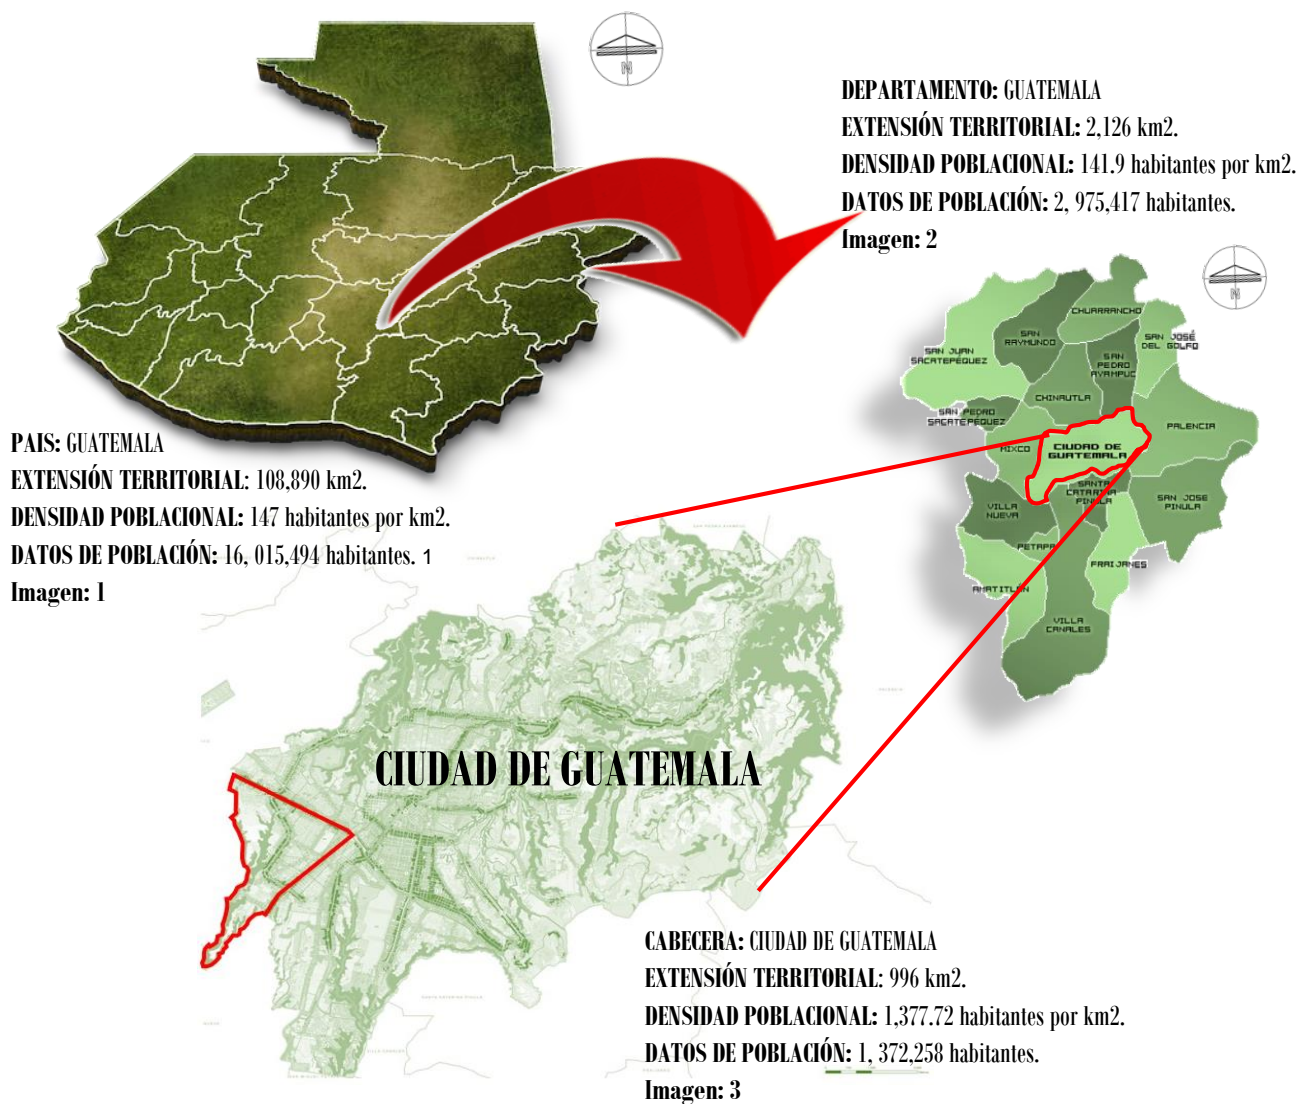 N
DEPARTAMENTO: GUATEMALA
EXTENSIÓN TERRITORIAL: 2,126 km2.
DENSIDAD POBLACIONAL: 141.9 habitantes por km2.
DATOS DE POBLACIÓN: 2, 975,417 habitantes.
Imagen: 2
N
CHUARRANCHO
SAN
RAYMUNDO
SAN JOSÉ
DEL GOLFO
SAN JUAN
SACATEPÉQUEZ
SAN
PEDRO
AYAMPUC
CHINAUTLA
SAN PEDRO
SACATEPÉQUEZ
PALENCIA
MIXCO
CIUDAD DE
GUATEMALA
SANTA
CATARINA
PINULA
SAN JOSE
PINULA
VILLA
NUEVA
PETAPA
FRAIJANES
AMATITLÁN
VILLA
CANALES
PAIS: GUATEMALA
EXTENSIÓN TERRITORIAL: 108,890 km2.
DENSIDAD POBLACIONAL: 147 habitantes por km2.
DATOS DE POBLACIÓN: 16, 015,494 habitantes. 1
Imagen: 1
CIUDAD DE GUATEMALA
CABECERA: CIUDAD DE GUATEMALA
EXTENSIÓN TERRITORIAL: 996 km2.
DENSIDAD POBLACIONAL: 1,377.72 habitantes por km2.
DATOS DE POBLACIÓN: 1, 372,258 habitantes.
Imagen: 3